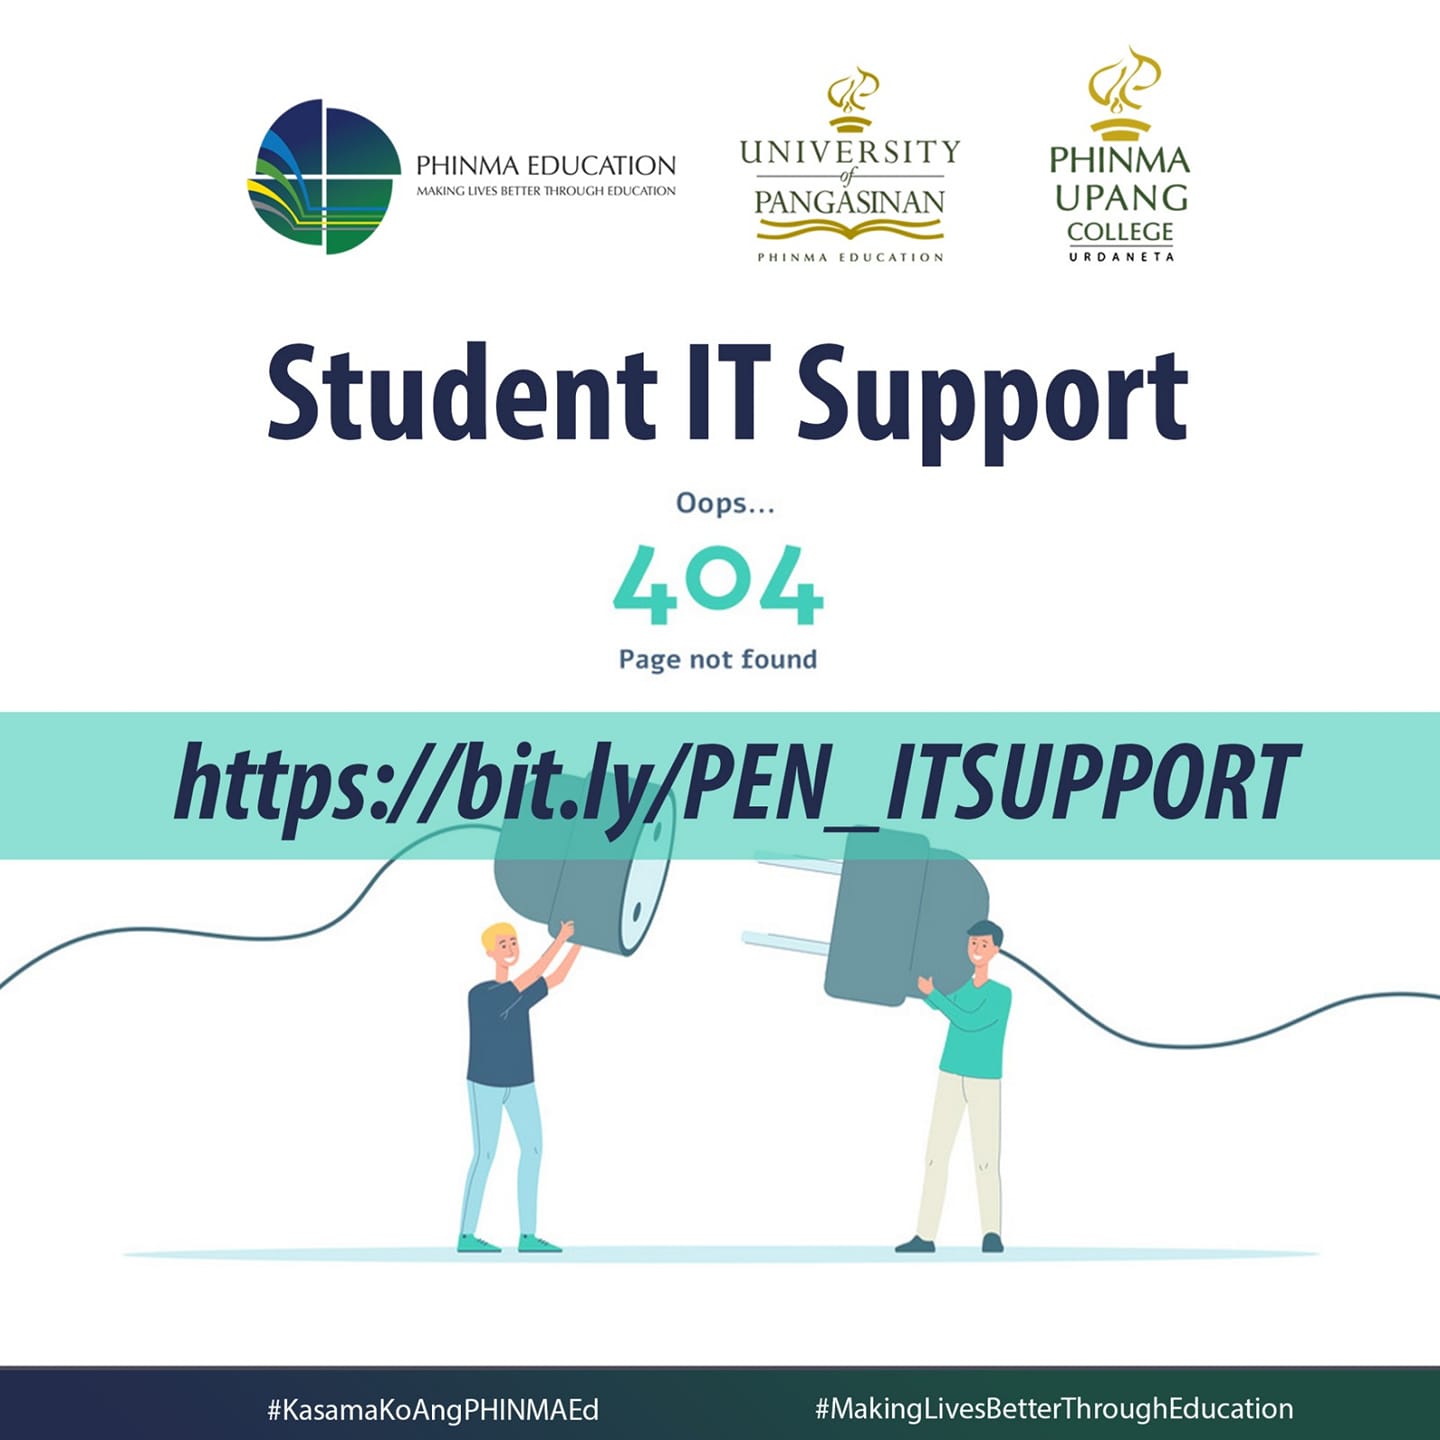 PHINMA EDUCATION
MAKING LIVES BETTER THROUGH EDUCATION
UNIVERSITY
of
PANGASINAN
PHINMA EDUCATION
PHINMA
UPANG
COLLEGE
URDANETA
Student IT Support
Oops...
404
Page not found
https://bit.ly/PEN_ITSUPPORT
#KasamaKoAngPHINMAEd
#MakingLivesBetterThroughEducation